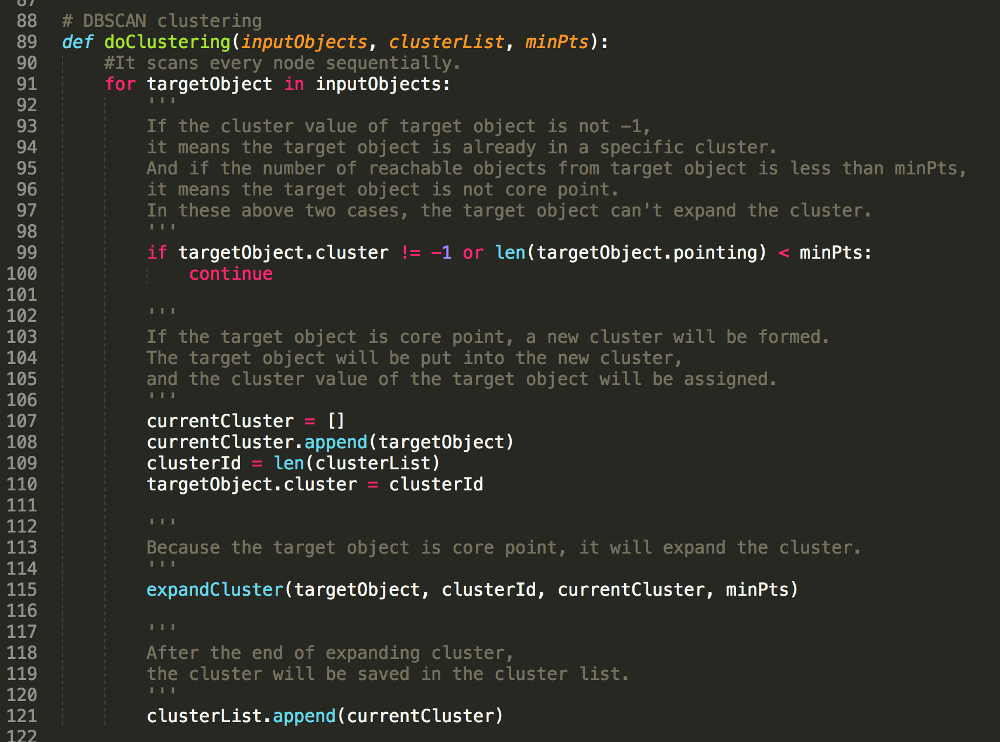 87
88 # DBSCAN clustering
89 def doClustering(inputObjects, clusterList, minPts):
90     #It scans every node sequentially.
91     for targetObject in inputObjects:
92         '''
93         If the cluster value of target object is not -1,
94         it means the target object is already in a specific cluster.
95         And if the number of reachable objects from target object is less than minPts,
96         it means the target object is not core point.
97         In these above two cases, the target object can't expand the cluster.
98         '''
99         if targetObject.cluster != -1 or len(targetObject.pointing) < minPts:
100             continue
101
102         '''
103         If the target object is core point, a new cluster will be formed.
104         The target object will be put into the new cluster,
105         and the cluster value of the target object will be assigned.
106         '''
107         currentCluster = []
108         currentCluster.append(targetObject)
109         clusterId = len(clusterList)
110         targetObject.cluster = clusterId
111
112         '''
113         Because the target object is core point, it will expand the cluster.
114         '''
115         expandCluster(targetObject, clusterId, currentCluster, minPts)
116
117         '''
118         After the end of expanding cluster,
119         the cluster will be saved in the cluster list.
120         '''
121         clusterList.append(currentCluster)
122